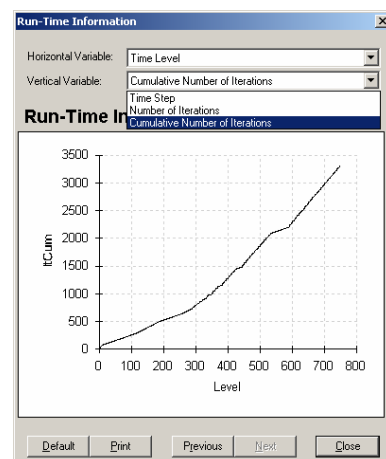 Run-Time Information
Horizontal Variable: Time Level
Vertical Variable: Cumulative Number of Iterations
Time Step
Number of Iterations
Cumulative Number of Iterations
Run-Time In
3500
3000
2500
2000
1500
1000
500
0
ItCum
0 100 200 300 400 500 600 700 800
Level
Default Print Previous Next Close